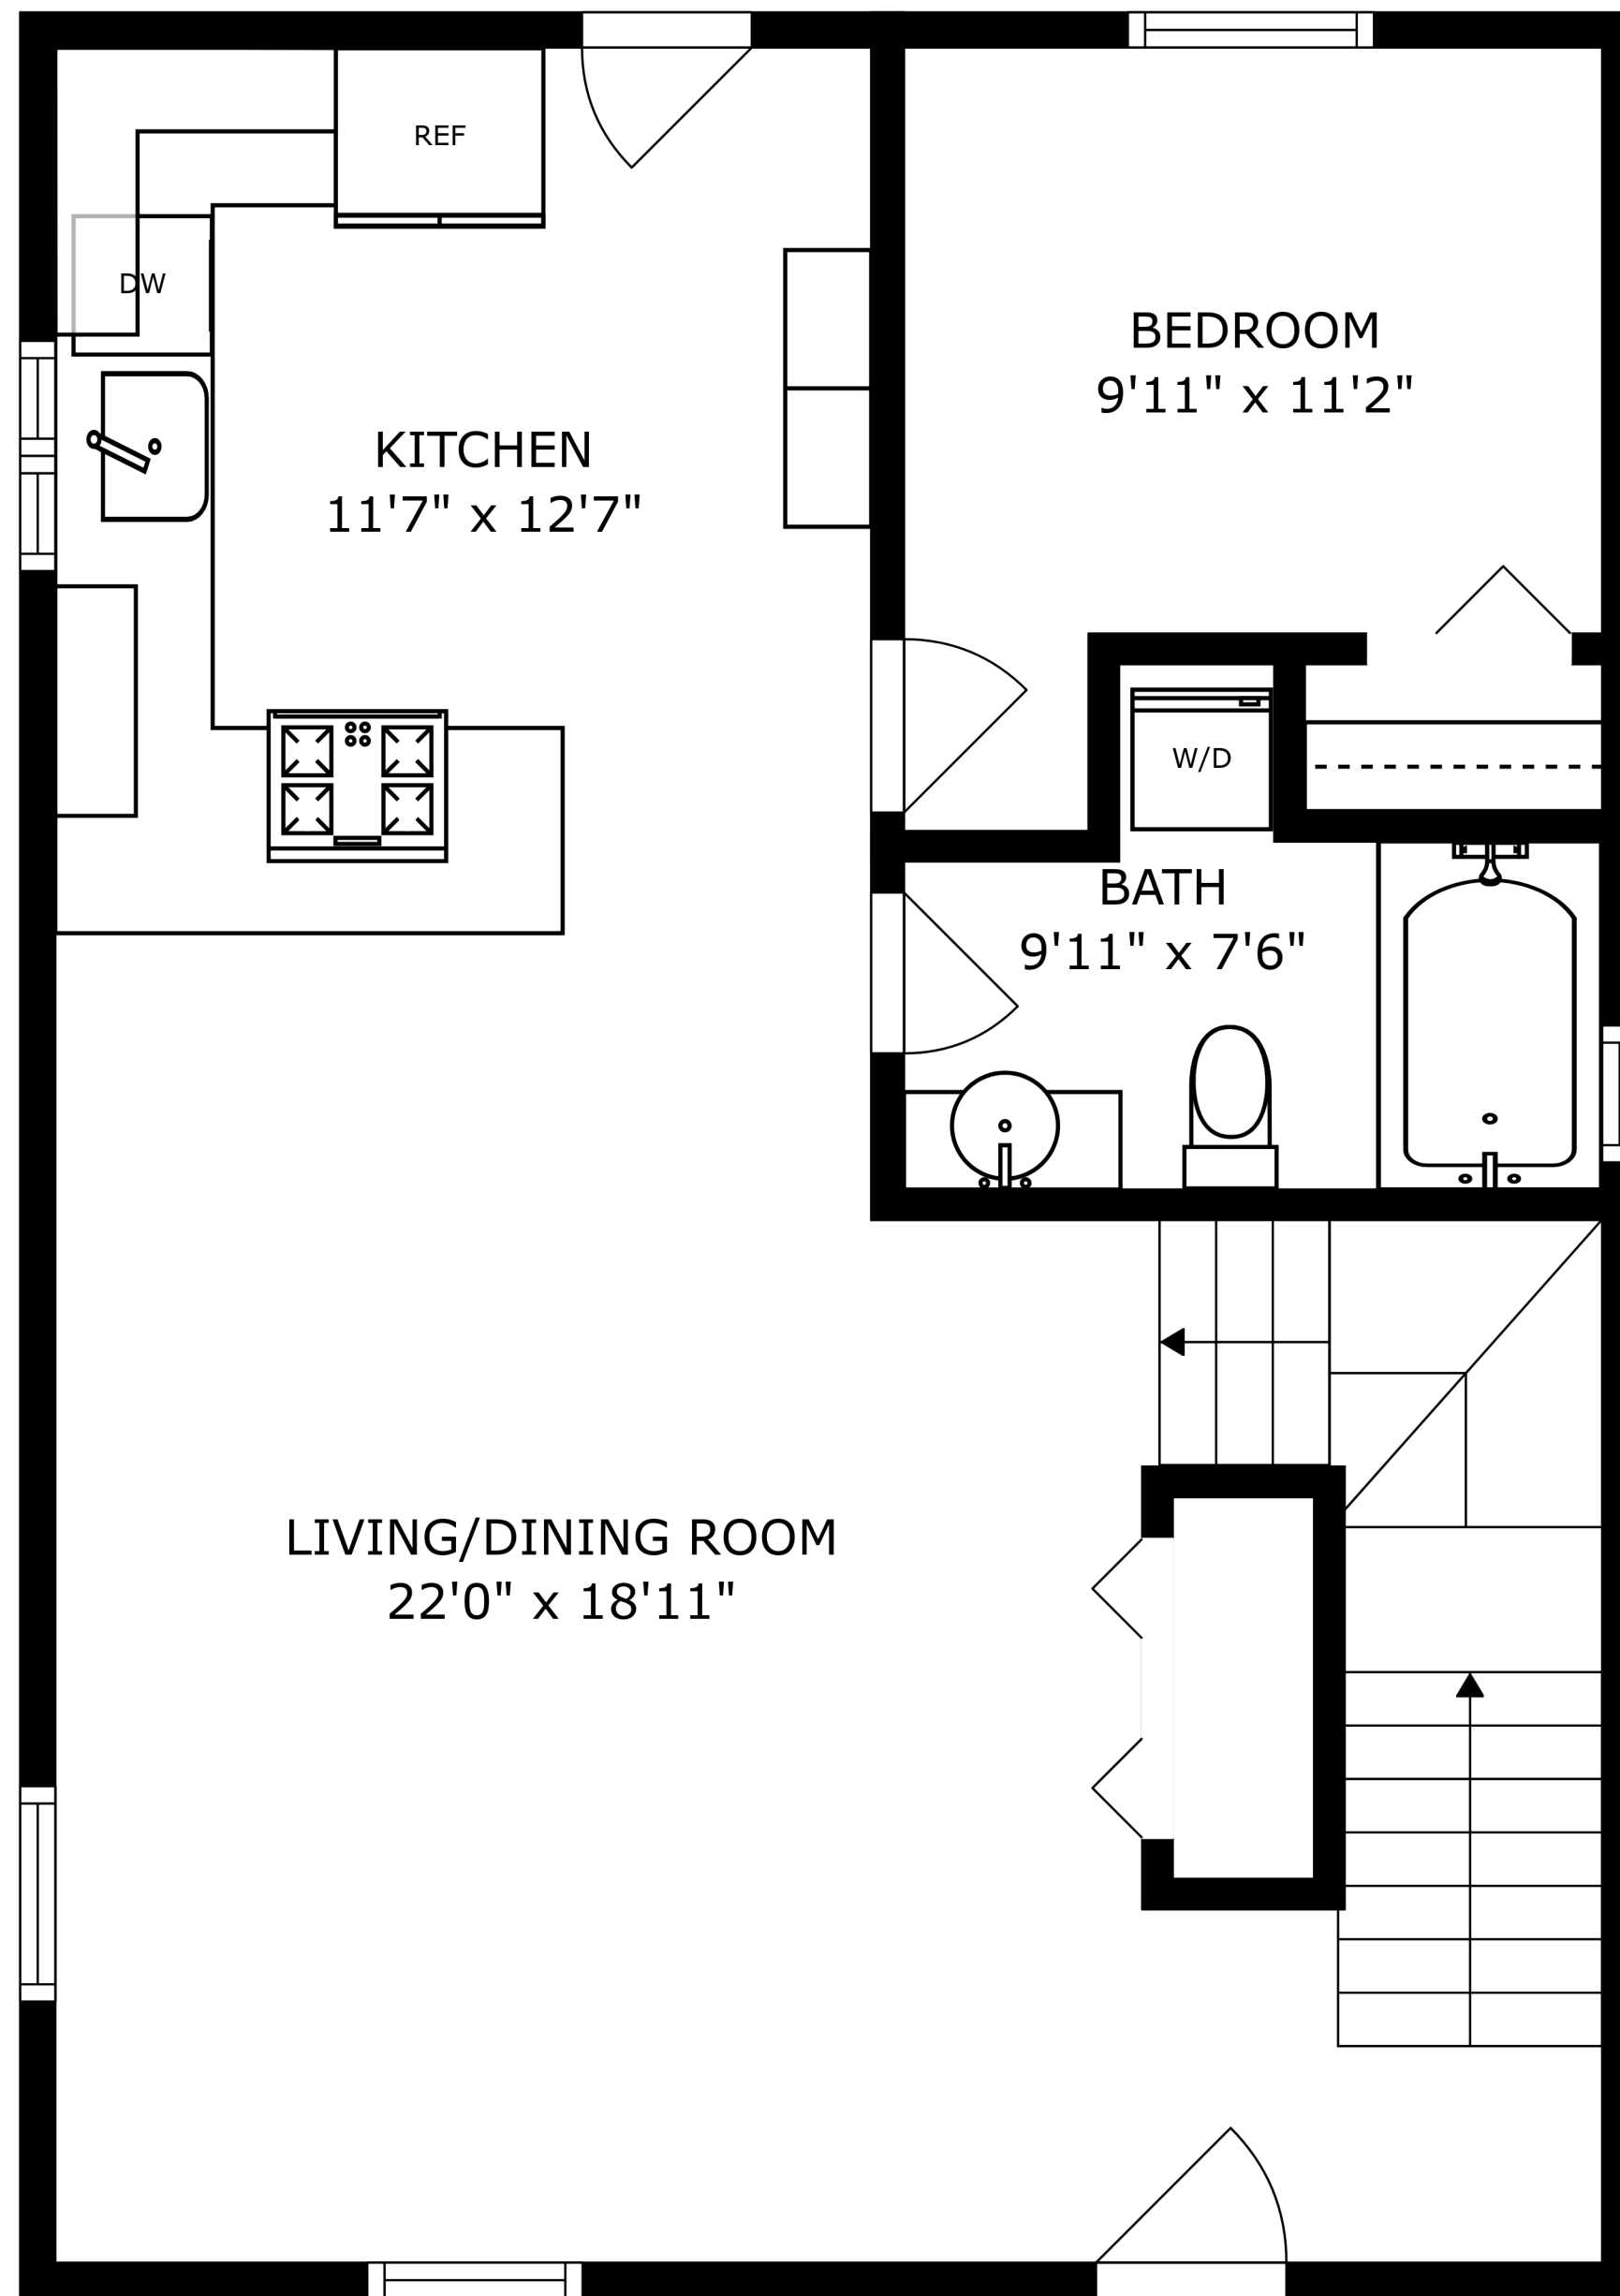 REF
DW
BEDROOM
9'11" x 11'2"
KITCHEN
11'7" x 12'7"
W/D
BATH
9'11" x 7'6"
LIVING/DINING ROOM
22'0" x 18'11"